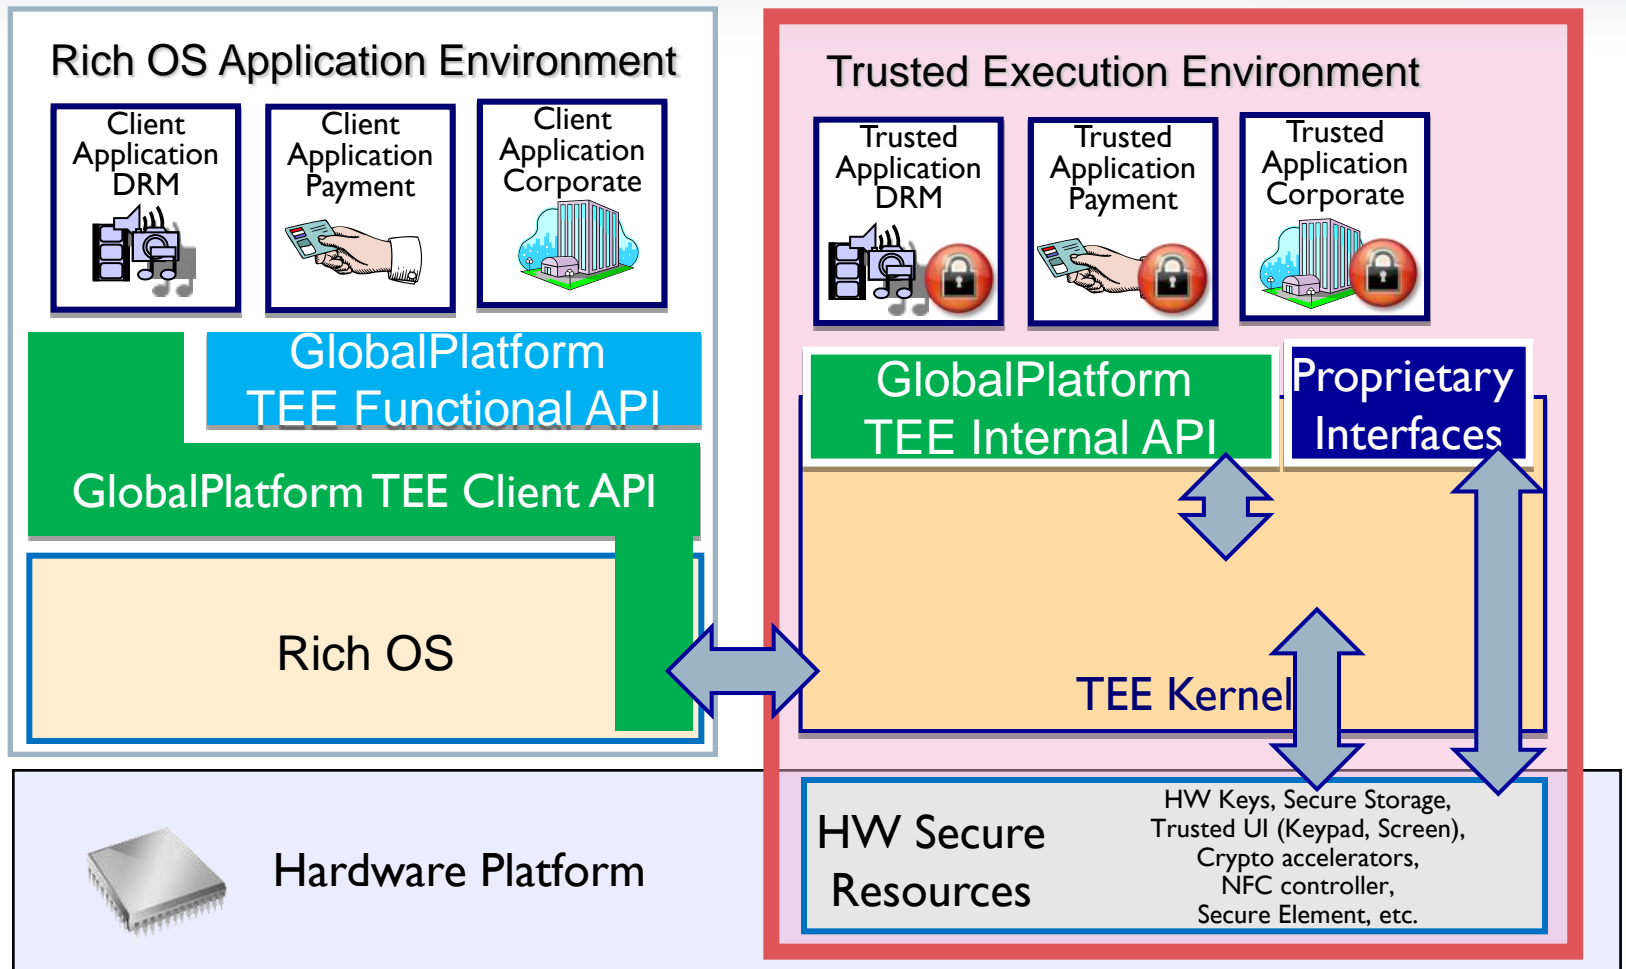 Rich OS Application Environment
Client
Application
DRM
Client
Application
Payment
Client
Application
Corporate
GlobalPlatform
TEE Functional API
GlobalPlatform TEE Client API
Rich OS
Trusted Execution Environment
Trusted
Application
DRM
Trusted
Application
Payment
Trusted
Application
Corporate
GlobalPlatform
TEE Internal API
Proprietary
Interfaces
TEE Kernel
Hardware Platform
HW Secure
Resources
HW Keys, Secure Storage,
Trusted UI (Keypad, Screen),
Crypto accelerators,
NFC controller,
Secure Element, etc.